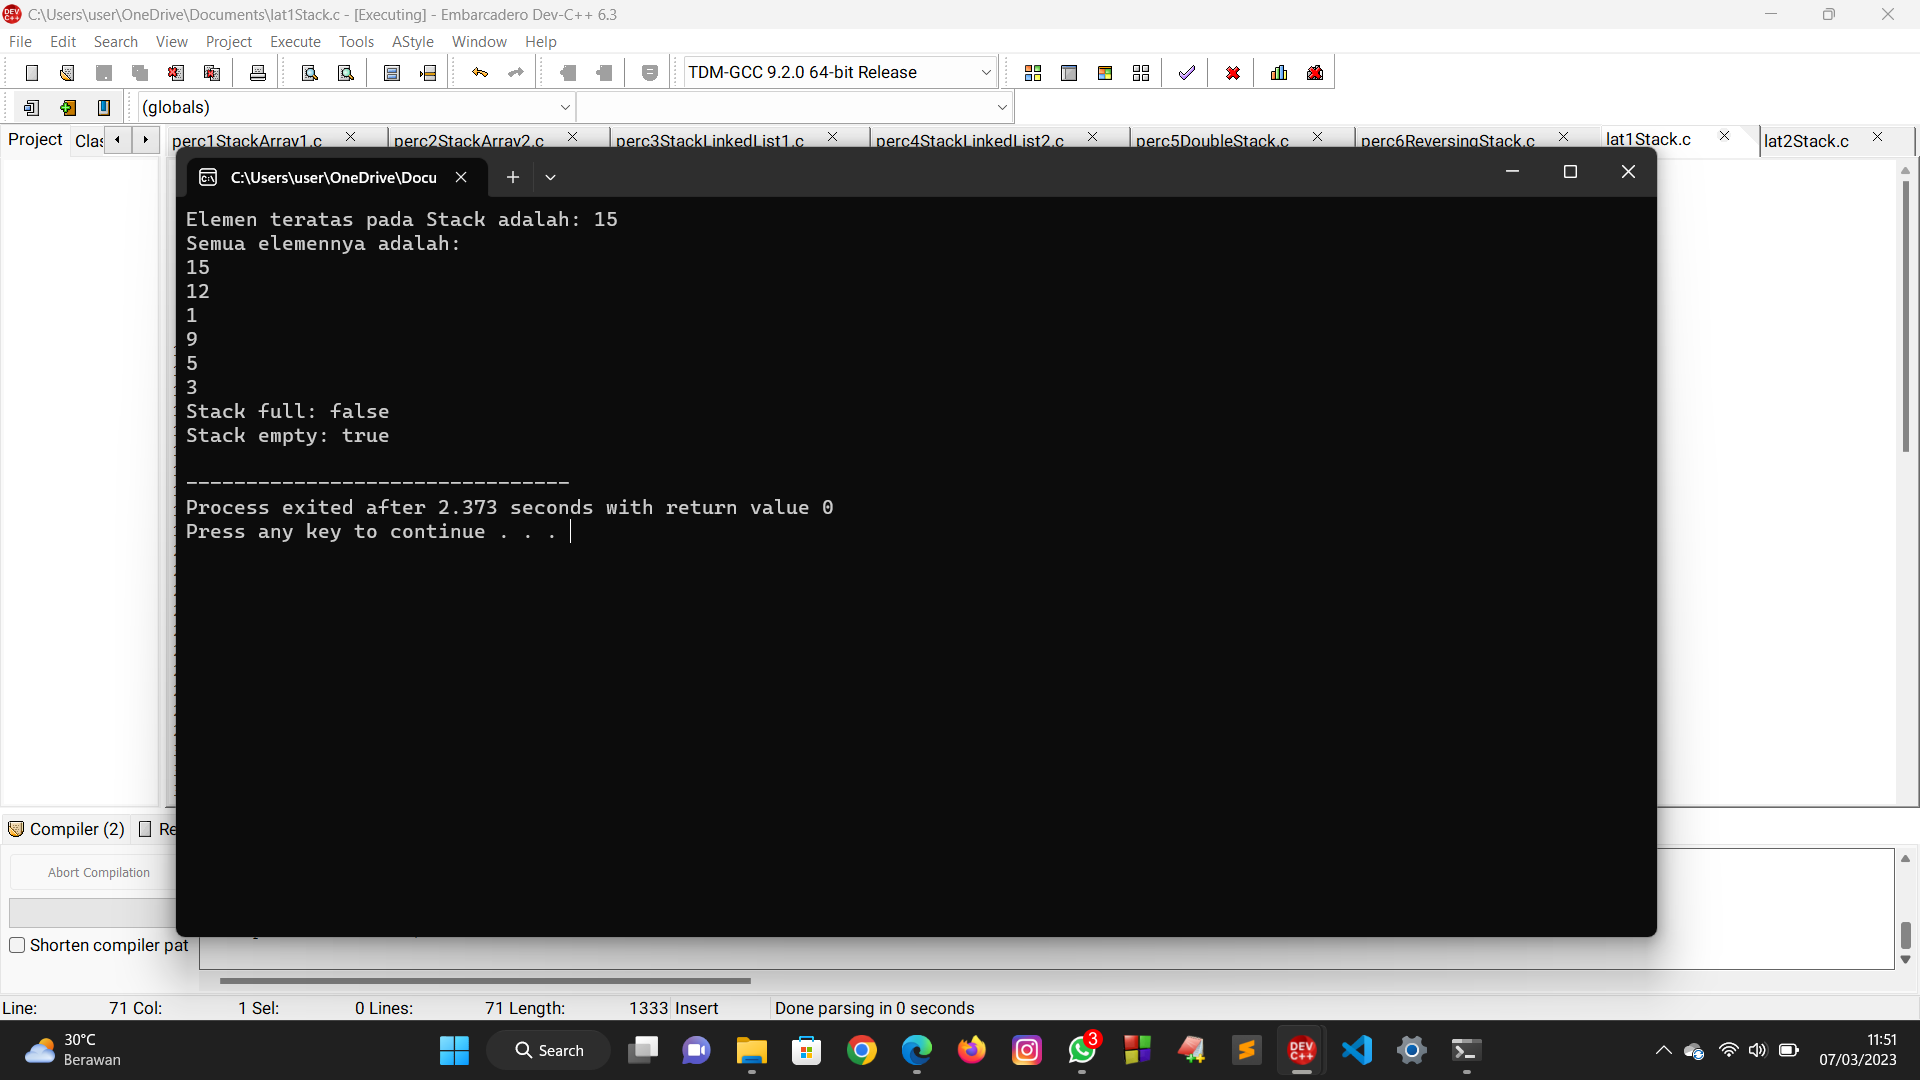 C:\Users\user\OneDrive\Documents\lat1Stack.c - [Executing] - Embarcadero Dev-C++ 6.3
File Edit Search View Project Execute Tools AStyle Window Help
TDM-GCC 9.2.0 64-bit Release
(globals)
Project Clas perc1StackArray1.c perc2StackArray2.c perc3StackLinkedList1.c perc4StackLinkedList2.c perc5DoubleStack.c perc6ReversingStack.c lat1Stack.c lat2Stack.c
C:\Users\user\OneDrive\Docu
Elemen teratas pada Stack adalah: 15
Semua elemennya adalah:
15
12
1
9
5
3
Stack full: false
Stack empty: true
--------------------------------
Process exited after 2.373 seconds with return value 0
Press any key to continue . . .
Compiler (2) Re
Abort Compilation
Shorten compiler pat
Line: 71 Col: 1 Sel: 0 Lines: 71 Length: 1333 Insert Done parsing in 0 seconds
30°C
Berawan
Search
DEV C++
3
11:51
07/03/2023